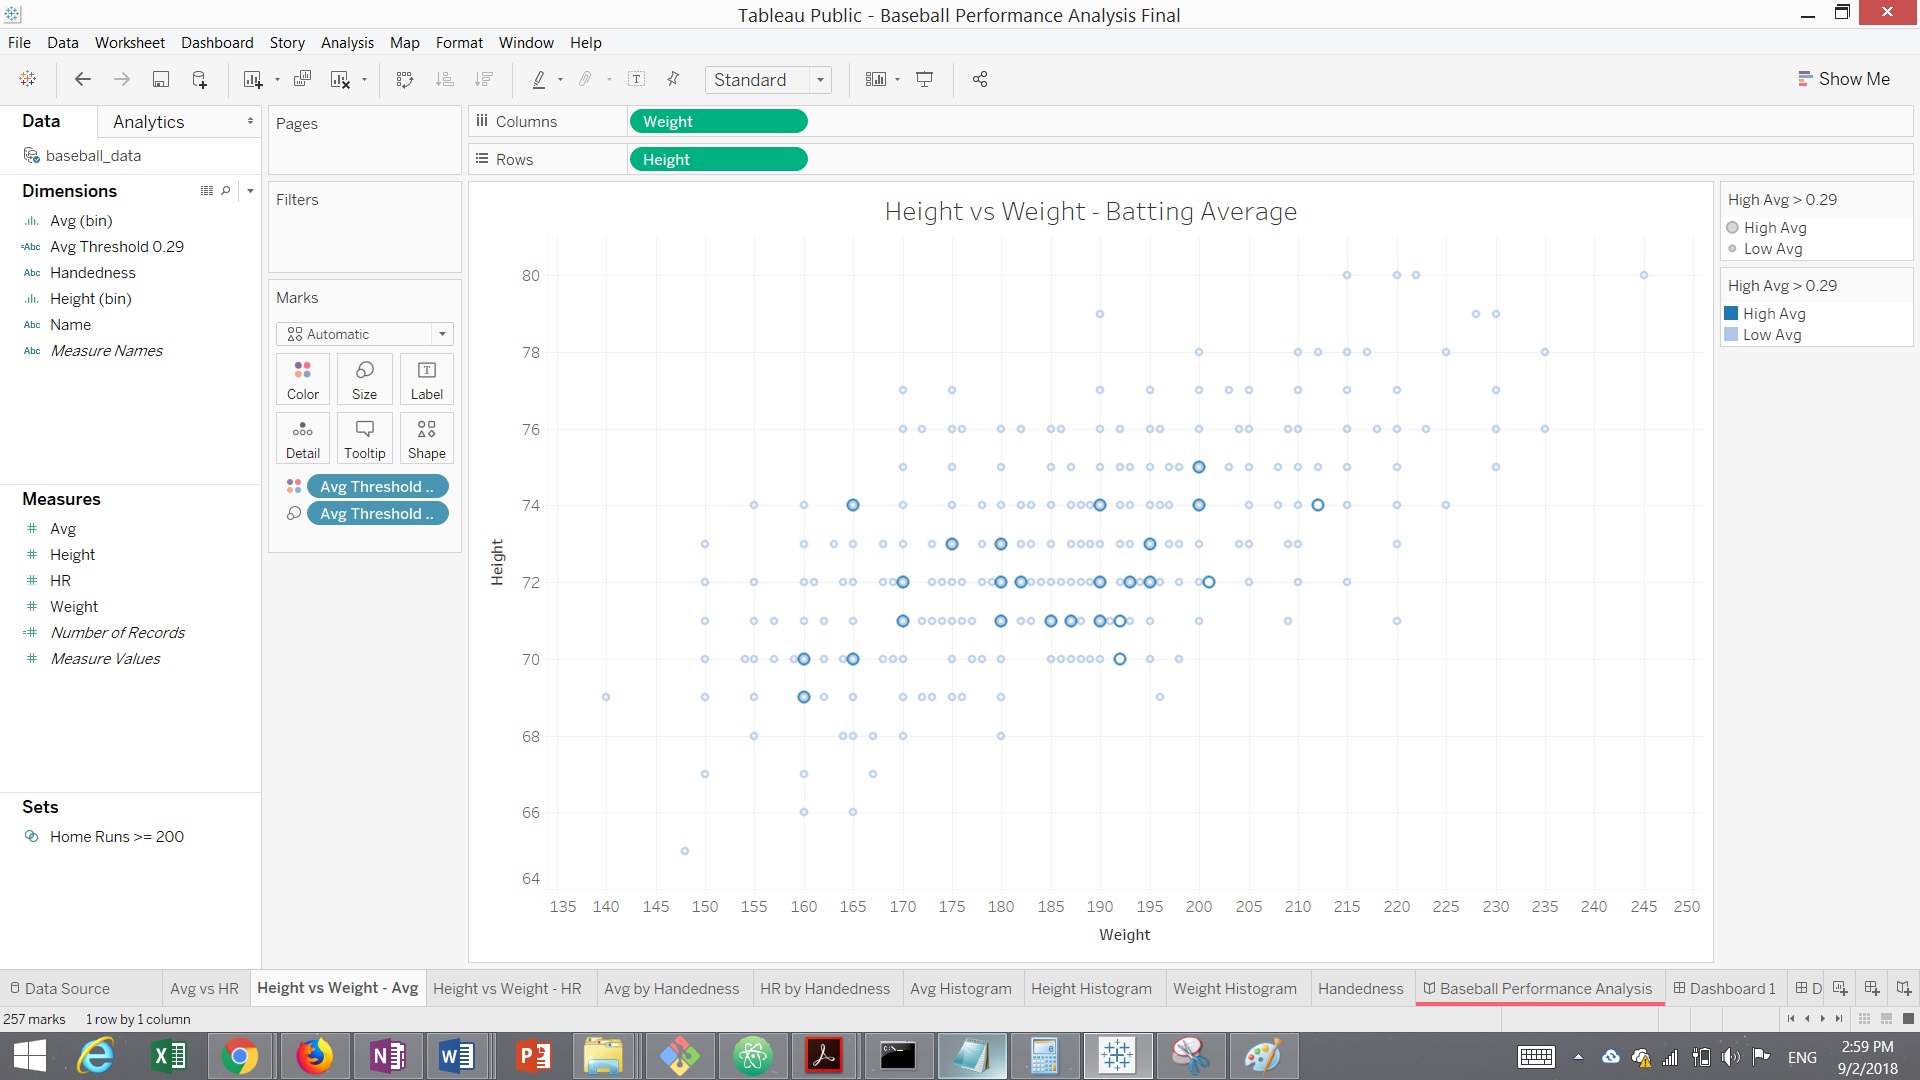 Tableau Public - Baseball Performance Analysis Final
File Data Worksheet Dashboard Story Analysis Map Format Window Help
Standard
Show Me
Data
Analytics
baseball_data
Dimensions
Avg (bin)
=Abc Avg Threshold 0.29
Abc Handedness
Height (bin)
Abc Name
Abc Measure Names
Measures
# Avg
# Height
# HR
# Weight
=# Number of Records
# Measure Values
Sets
Home Runs >= 200
Pages
Filters
Marks
Automatic
Color Size Label
Detail Tooltip Shape
Avg Threshold ..
Avg Threshold ..
Columns
Weight
Rows
Height
Height vs Weight - Batting Average
80
78
76
74
72
70
68
66
64
Height
135 140 145 150 155 160 165 170 175 180 185 190 195 200 205 210 215 220 225 230 235 240 245 250
Weight
High Avg > 0.29
High Avg
Low Avg
High Avg > 0.29
High Avg
Low Avg
Data Source
Avg vs HR
Height vs Weight - Avg
Height vs Weight - HR
Avg by Handedness
HR by Handedness
Avg Histogram
Height Histogram
Weight Histogram
Handedness
Baseball Performance Analysis
Dashboard 1
D
257 marks 1 row by 1 column
ENG
2:59 PM
9/2/2018